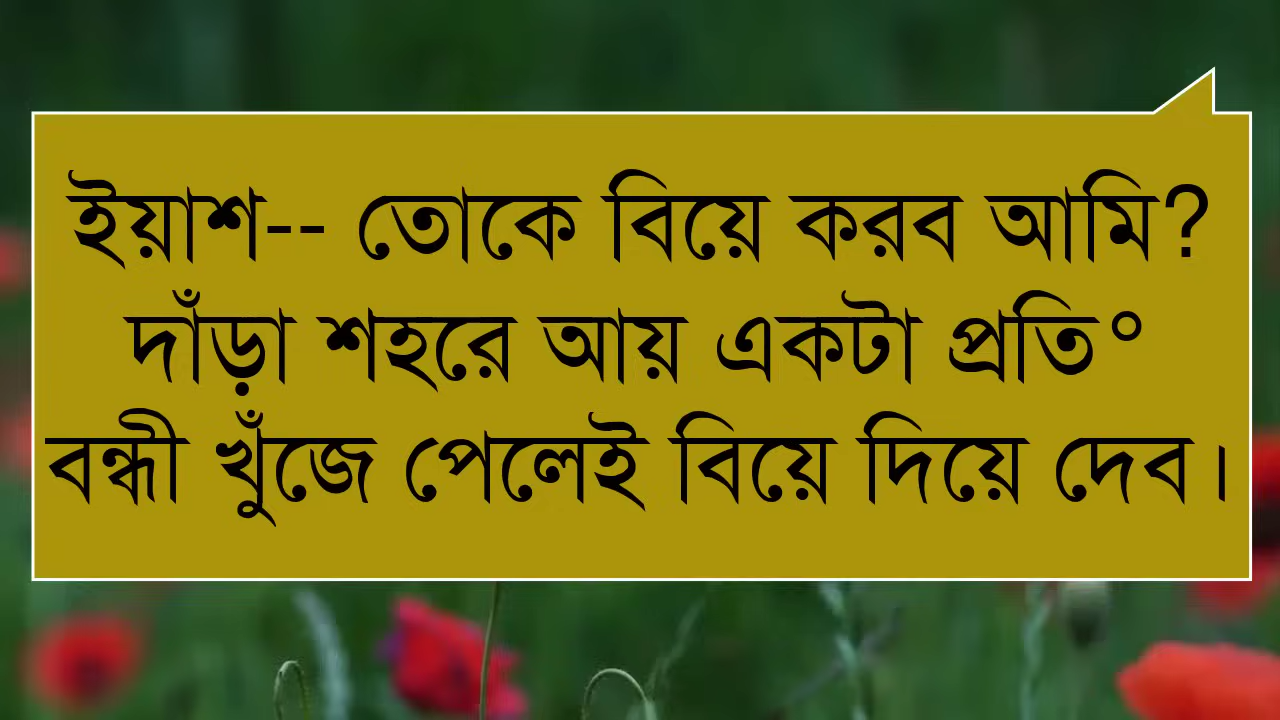 ইয়াশ-- তোকে বিয়ে করব আমি?
দাঁড়া শহরে আয় একটা প্রতি°
বন্ধী খুঁজে পেলেই বিয়ে দিয়ে দেব।